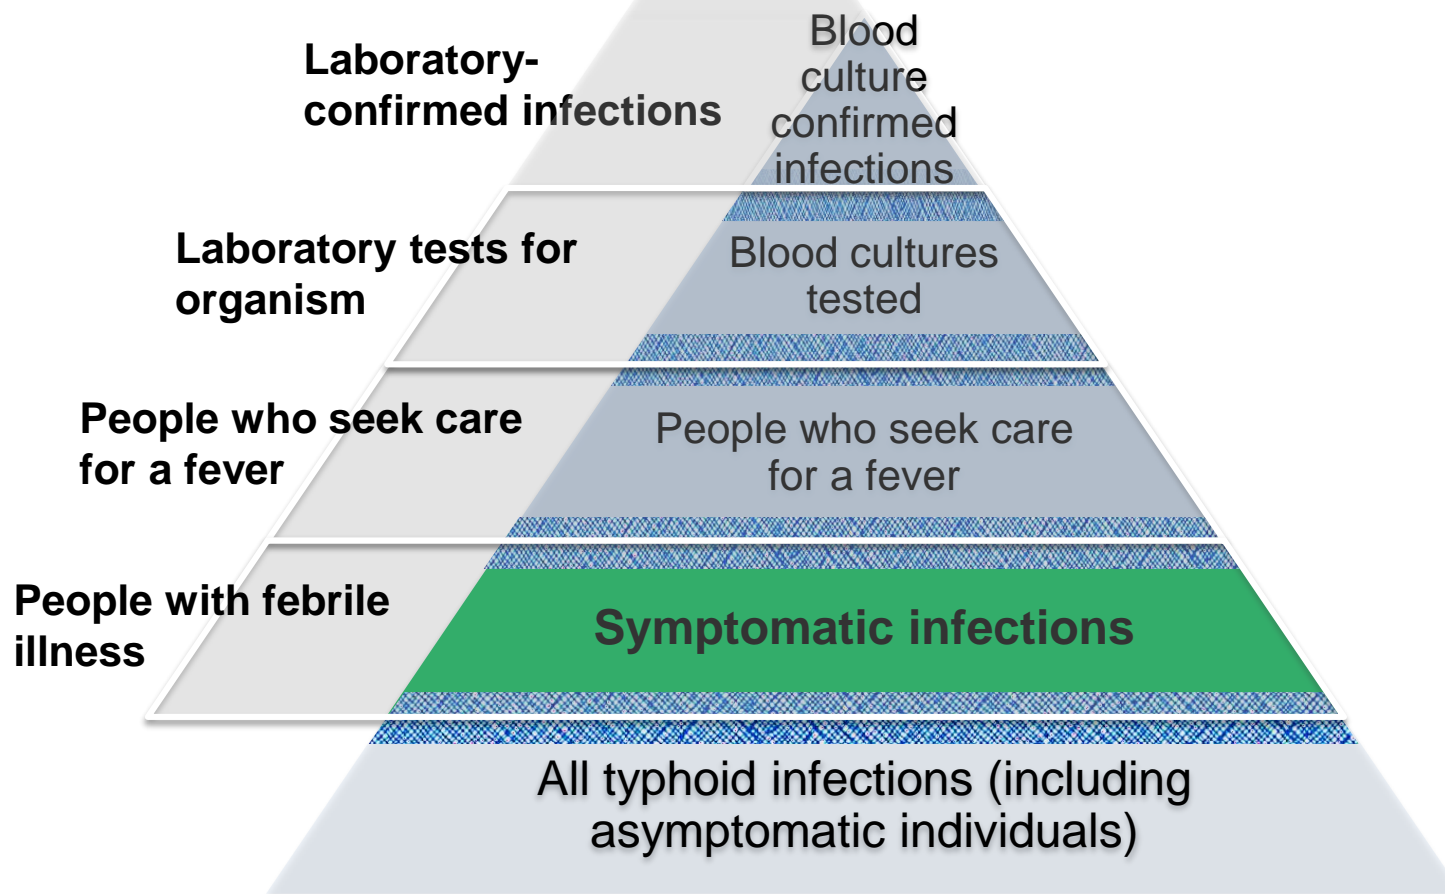 Laboratory-
confirmed infections
Blood
culture
confirmed
infections
Laboratory tests for
organism
Blood cultures
tested
People who seek care
for a fever
People who seek care
for a fever
People with febrile
illness
Symptomatic infections
All typhoid infections (including
asymptomatic individuals)